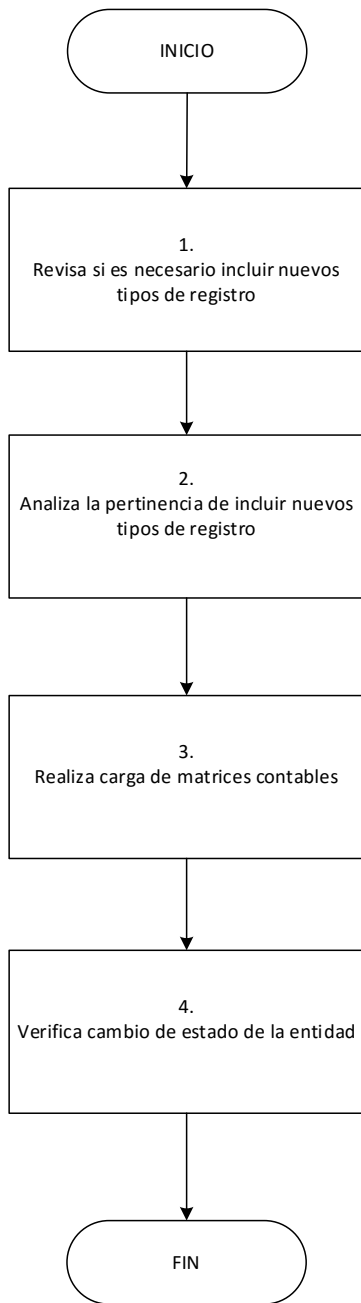 INICIO
1.
Revisa si es necesario incluir nuevos
tipos de registro
2.
Analiza la pertinencia de incluir nuevos
tipos de registro
3.
Realiza carga de matrices contables
4.
Verifica cambio de estado de la entidad
FIN